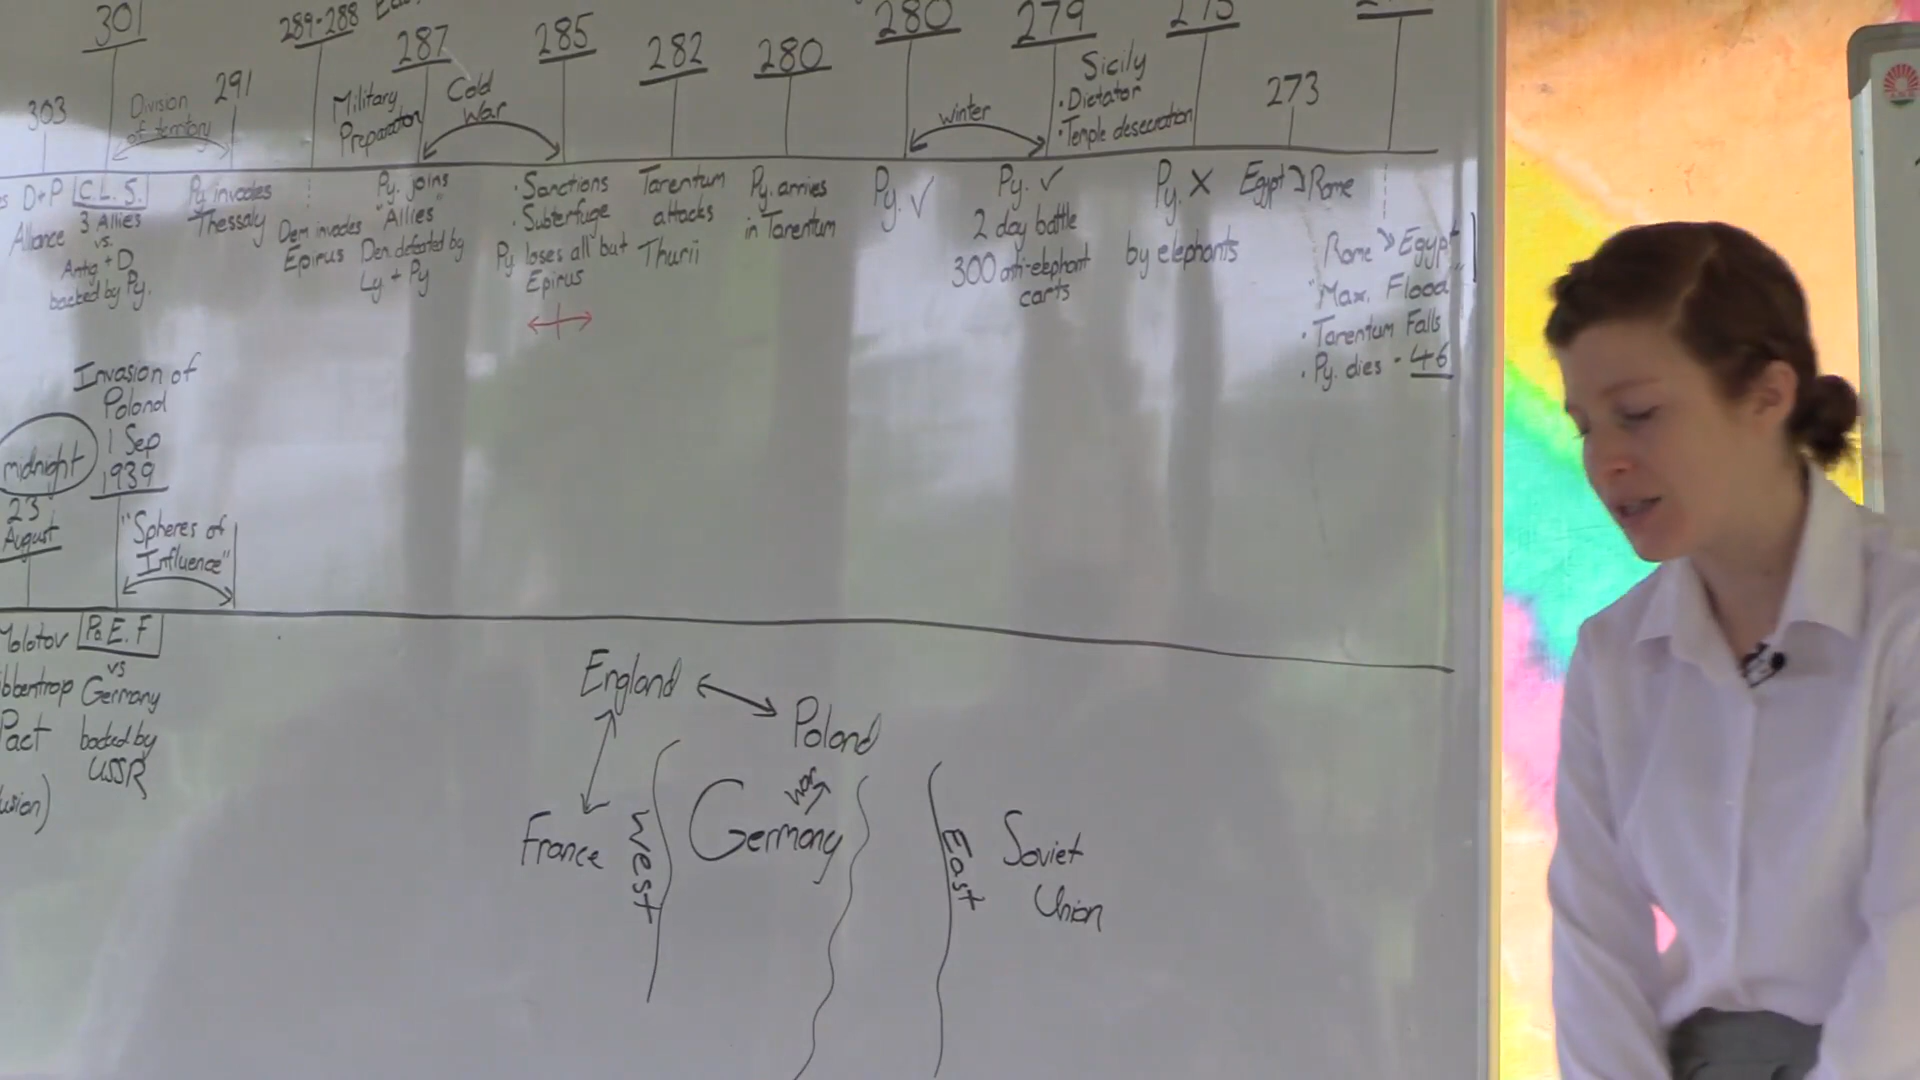 301
289-288
287
285
282
280
280
279
273
303
291
Division
of territory
Military
Preparation
Cold
War
winter
Sicily
• Dictator
• Temple desecration
D+P
Alliance
C.L.S.
3 Allies
vs.
Antig + D
backed by Py.
Py invades
Thessaly
Dem invades
Epirus
Py. joins
"Allies"
Dem. defeated by
Ly + Py
• Sanctions
• Subterfuge
Py loses all but
Epirus
Tarentum
attacks
Thurii
Py. arrives
in Tarentum
Py. ✓
Py. ✓
2 day battle
300 anti-elephant
carts
Py. X
by elephants
Egypt → Rome
Rome → Egypt
"Max. Flood"
• Tarentum Falls
• Py. dies - 46
midnight
23
August
Invasion of
Poland
1 Sep
1939
"Spheres of
Influence"
Molotov
Pact
Po E. F
vs
Germany
backed by
USSR
England
Poland
France
West
Germany
war
East
Soviet
Union